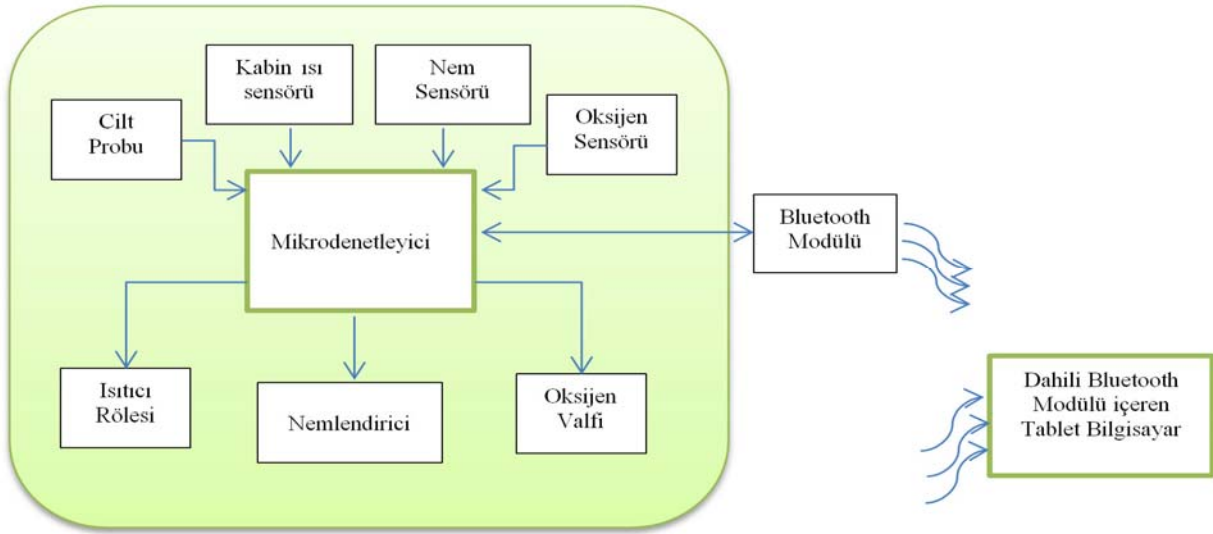 Kabin ısı
sensörü
Nem
Sensörü
Cilt
Probu
Oksijen
Sensörü
Mikrodenetleyici
Bluetooth
Modülü
Isıtıcı
Rölesi
Nemlendirici
Oksijen
Valfi
Dahili Bluetooth
Modülü içeren
Tablet Bilgisayar